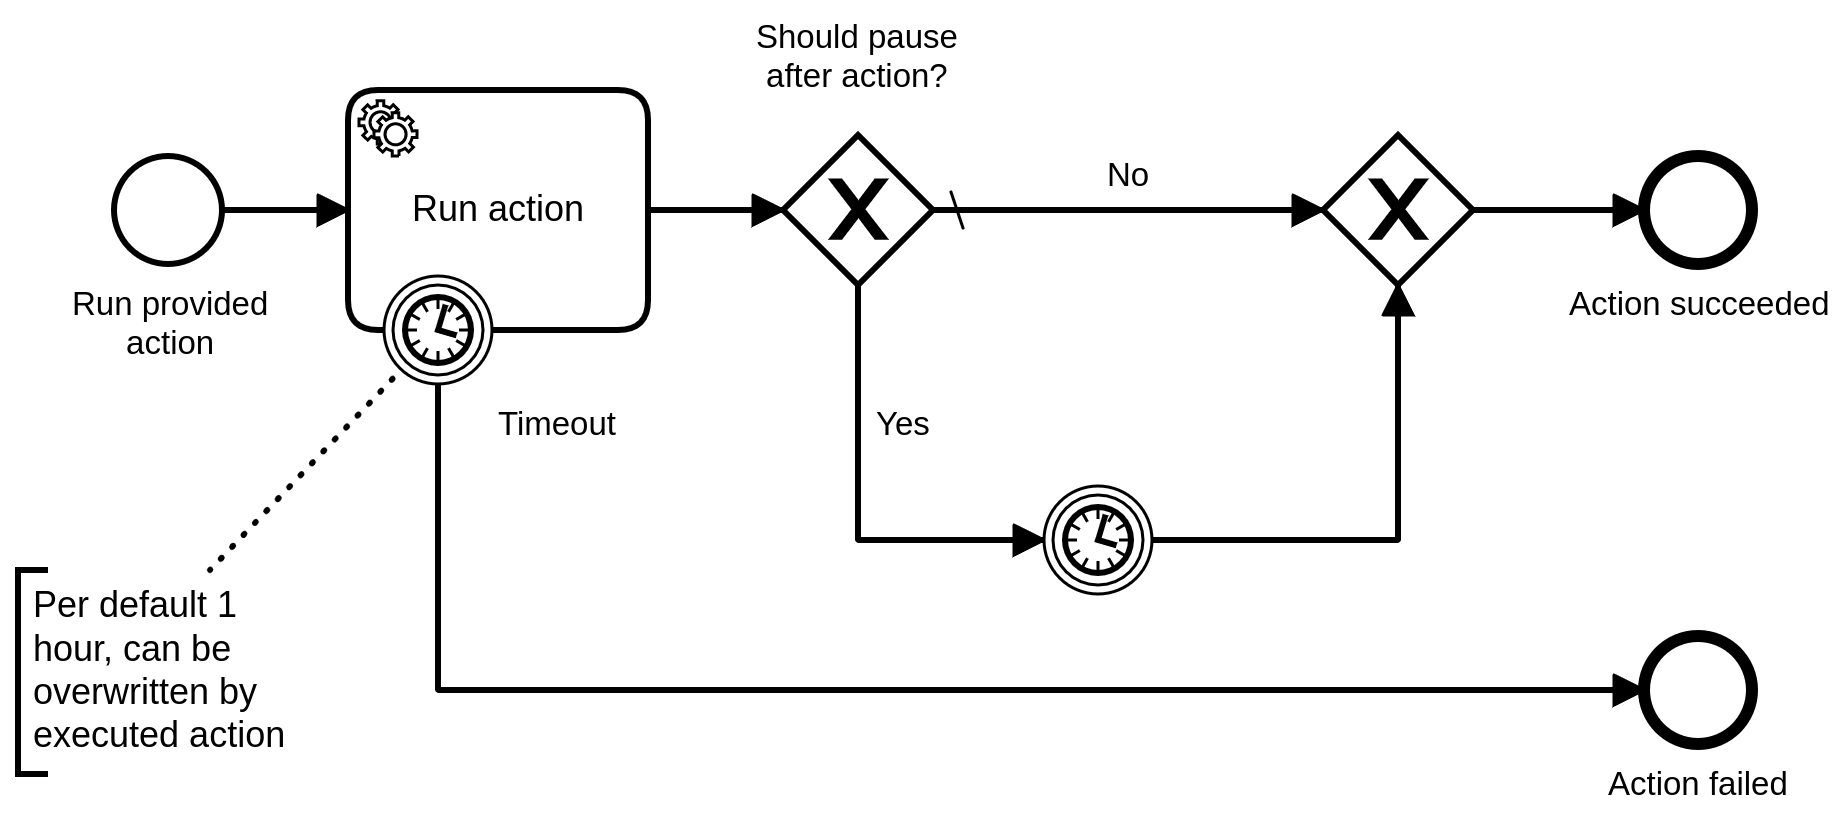 Should pause
after action?
No
Run action
Run provided
action
Action succeeded
Timeout
Yes
Per default 1
hour, can be
overwritten by
executed action
Action failed